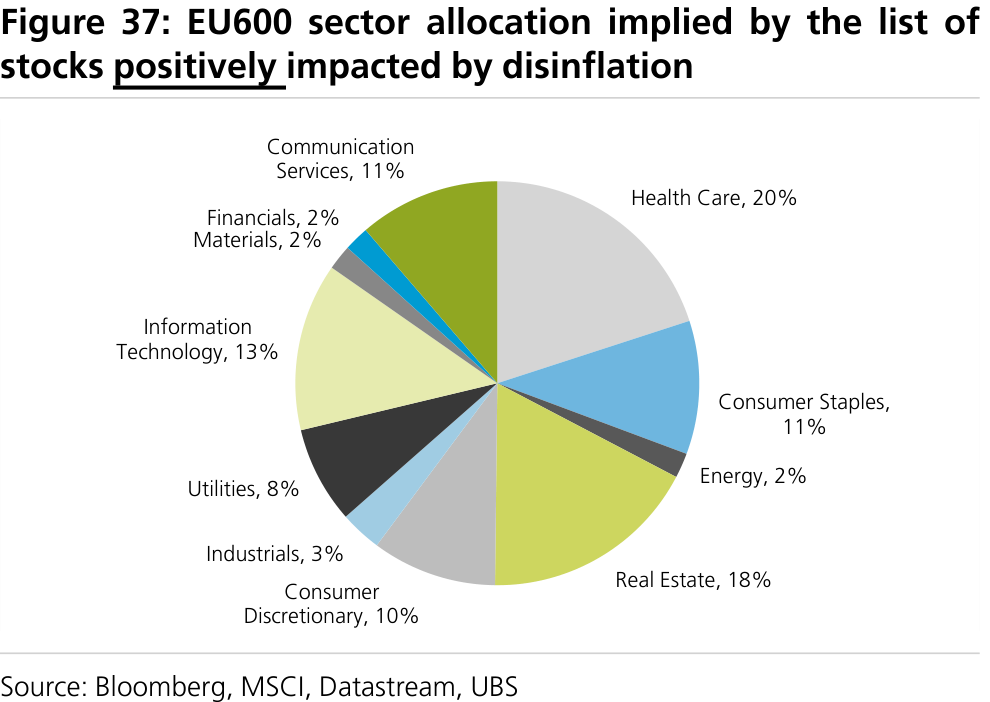 Figure 37: EU600 sector allocation implied by the list of
stocks positively impacted by disinflation
Communication
Services, 11%
Health Care, 20%
Financials, 2%
Materials, 2%
Information
Technology, 13%
Consumer Staples,
11%
Energy, 2%
Utilities, 8%
Industrials, 3%
Real Estate, 18%
Consumer
Discretionary, 10%
Source: Bloomberg, MSCI, Datastream, UBS